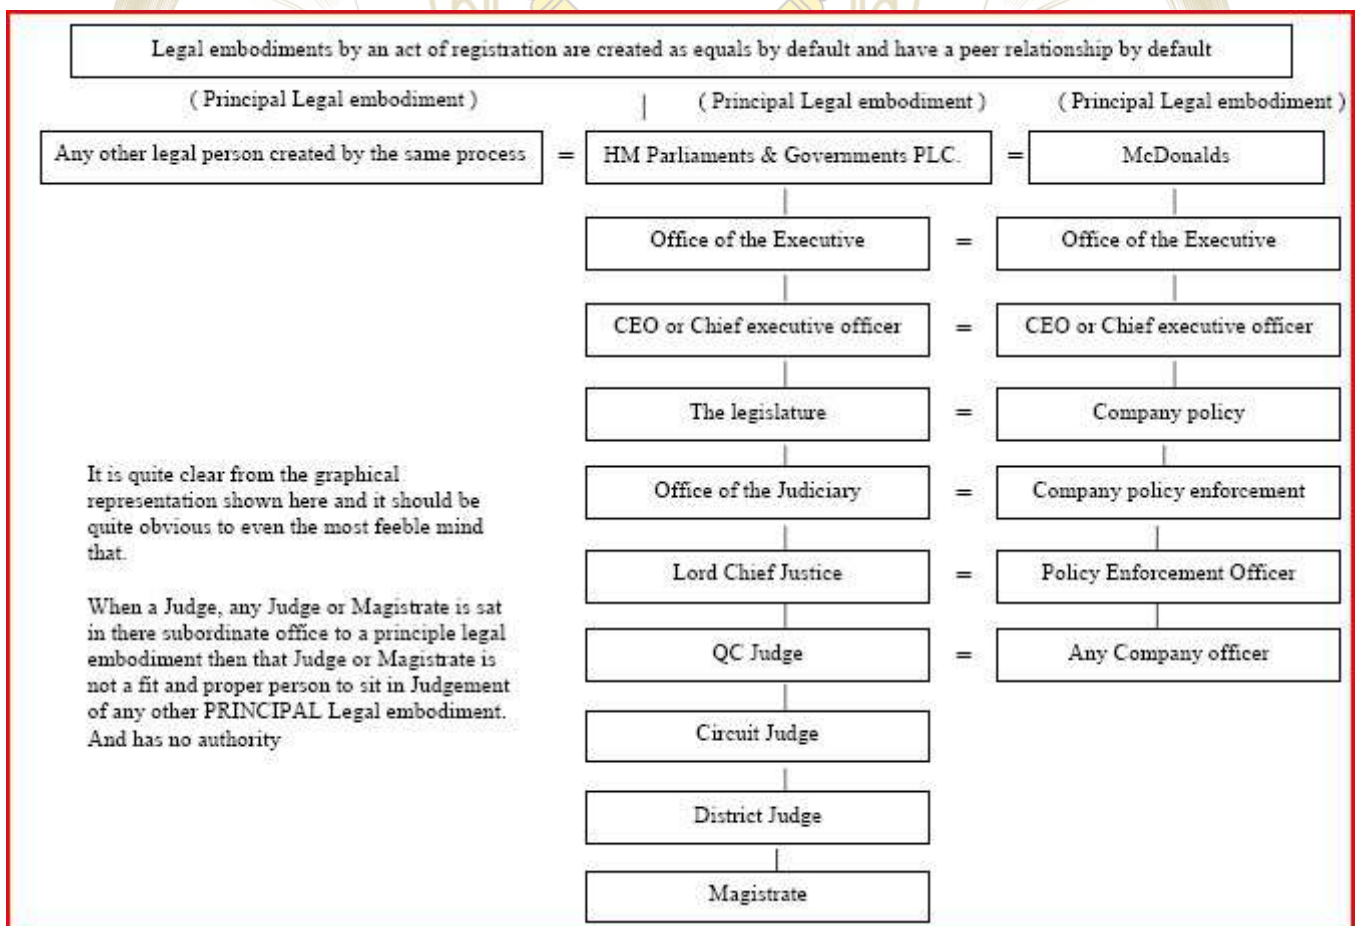 Legal embodiments by an act of registration are created as equals by default and have a peer relationship by default
( Principal Legal embodiment )
( Principal Legal embodiment )
( Principal Legal embodiment )
Any other legal person created by the same process
=
HM Parliaments & Governments PLC.
=
McDonalds
Office of the Executive
=
Office of the Executive
CEO or Chief executive officer
=
CEO or Chief executive officer
The legislature
=
Company policy
Office of the Judiciary
=
Company policy enforcement
Lord Chief Justice
=
Policy Enforcement Officer
QC Judge
=
Any Company officer
Circuit Judge
District Judge
Magistrate
It is quite clear from the graphical
representation shown here and it should be
quite obvious to even the most feeble mind
that.
When a Judge, any Judge or Magistrate is sat
in there subordinate office to a principle legal
embodiment then that Judge or Magistrate is
not a fit and proper person to sit in Judgement
of any other PRINCIPAL Legal embodiment.
And has no authority